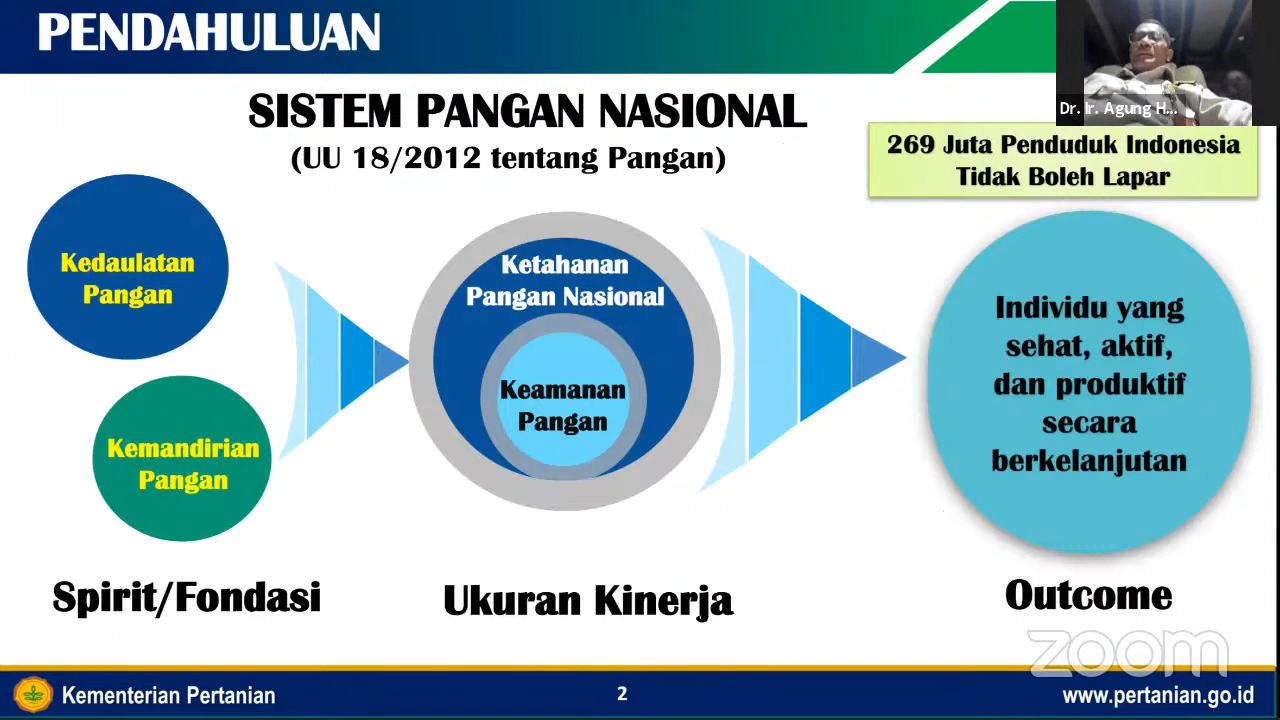 PENDAHULUAN
Dr. Ir. Agung H...
SISTEM PANGAN NASIONAL
(UU 18/2012 tentang Pangan)
269 Juta Penduduk Indonesia
Tidak Boleh Lapar
Kedaulatan
Pangan
Kemandirian
Pangan
Ketahanan
Pangan Nasional
Keamanan
Pangan
Individu yang
sehat, aktif,
dan produktif
secara
berkelanjutan
Spirit/Fondasi
Ukuran Kinerja
Outcome
zoom
Kementerian Pertanian
2
www.pertanian.go.id